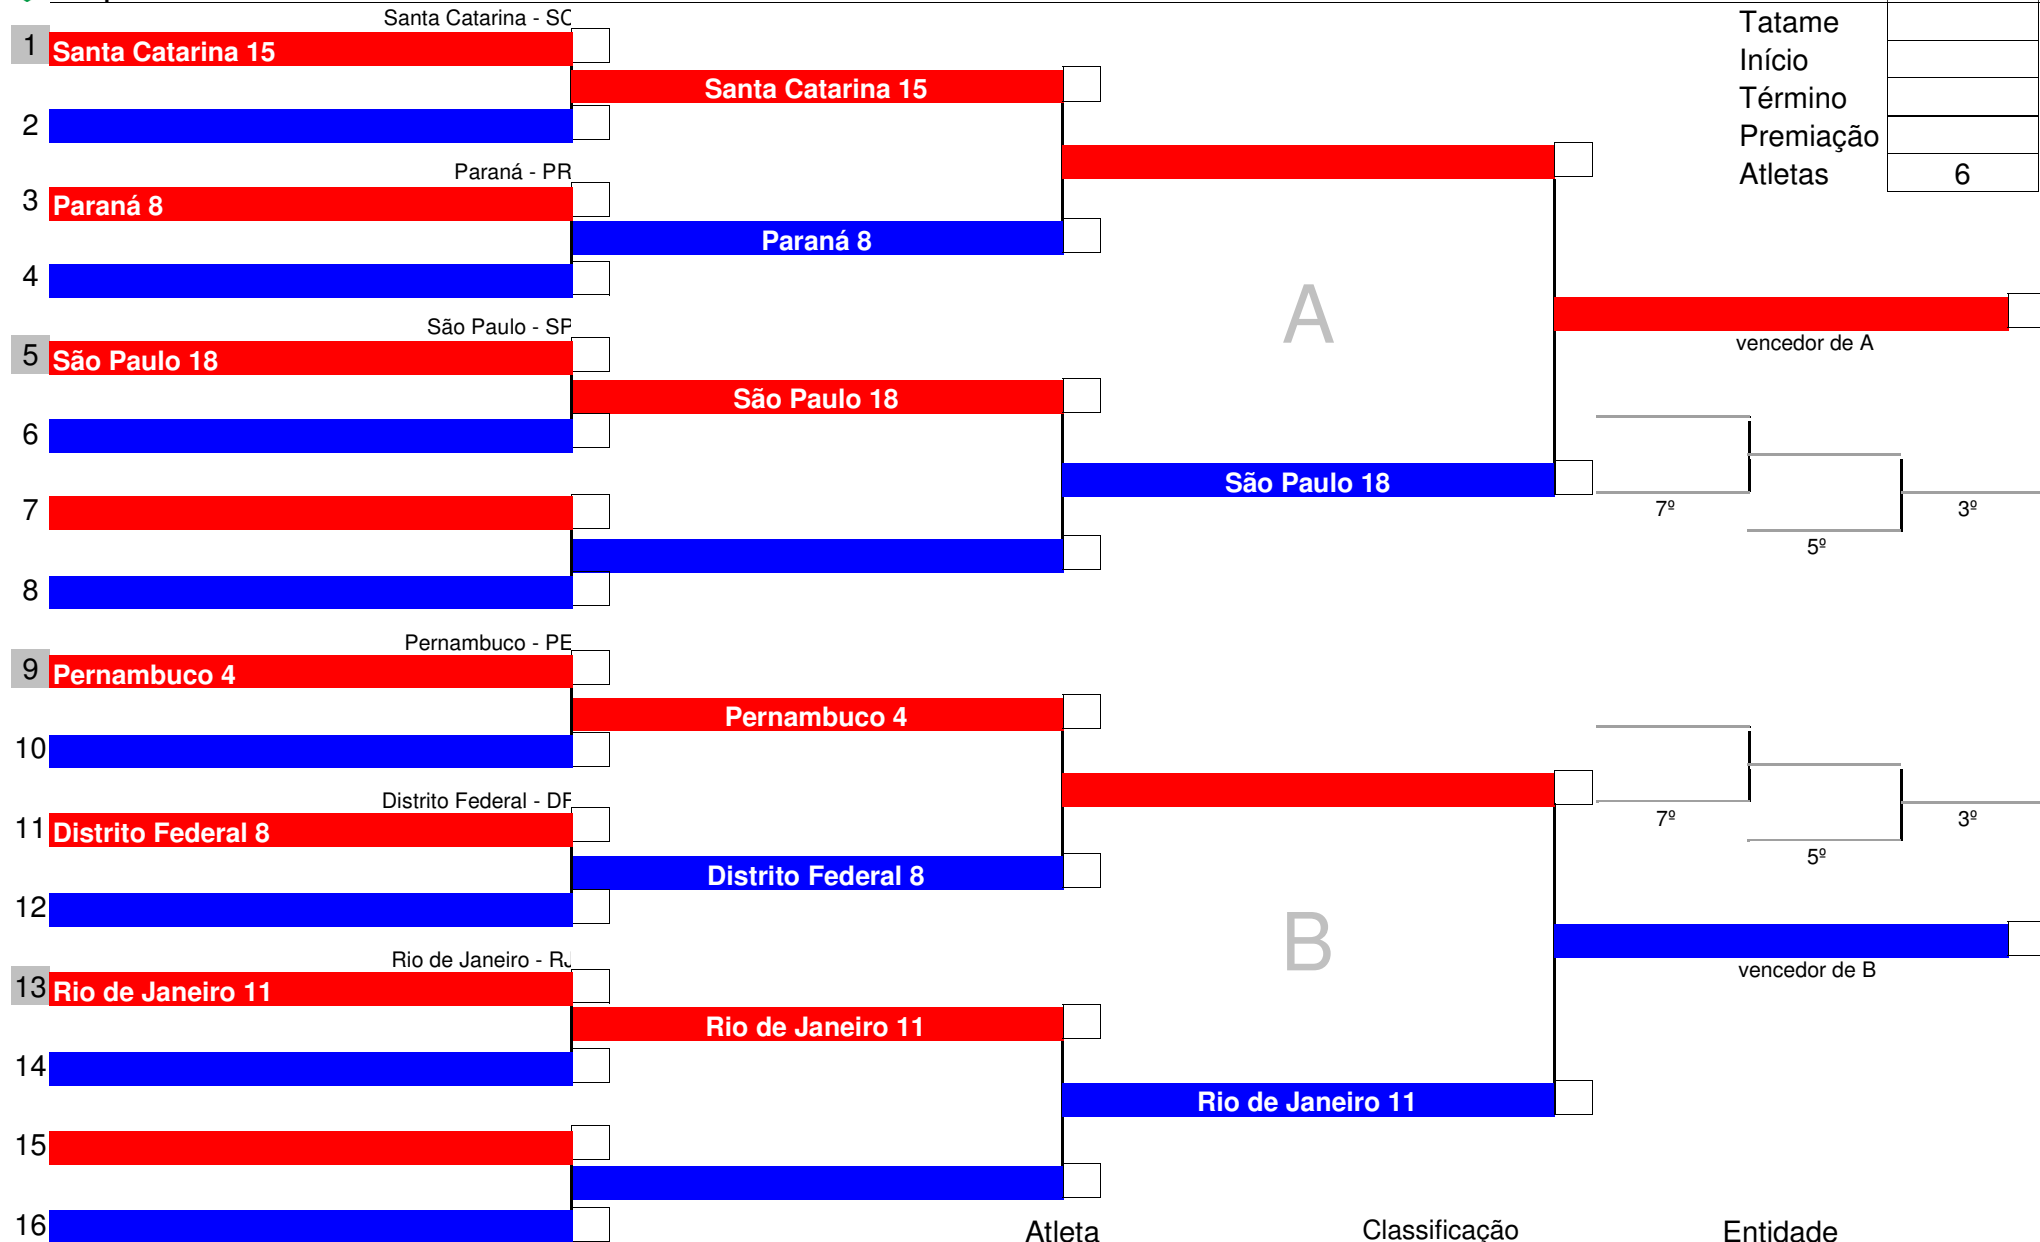 Santa Catarina - SC
1 Santa Catarina 15
Santa Catarina 15
2
Paraná - PR
3 Paraná 8
Paraná 8
4
São Paulo - SP
5 São Paulo 18
São Paulo 18
6
São Paulo 18
7
8
Pernambuco - PE
9 Pernambuco 4
Pernambuco 4
10
Distrito Federal - DF
11 Distrito Federal 8
Distrito Federal 8
12
Rio de Janeiro - RJ
13 Rio de Janeiro 11
Rio de Janeiro 11
14
Rio de Janeiro 11
15
16
A
B
Tatame
Início
Término
Premiação
Atletas 6
vencedor de A
7º 3º
5º
7º 3º
5º
vencedor de B
Atleta Classificação Entidade